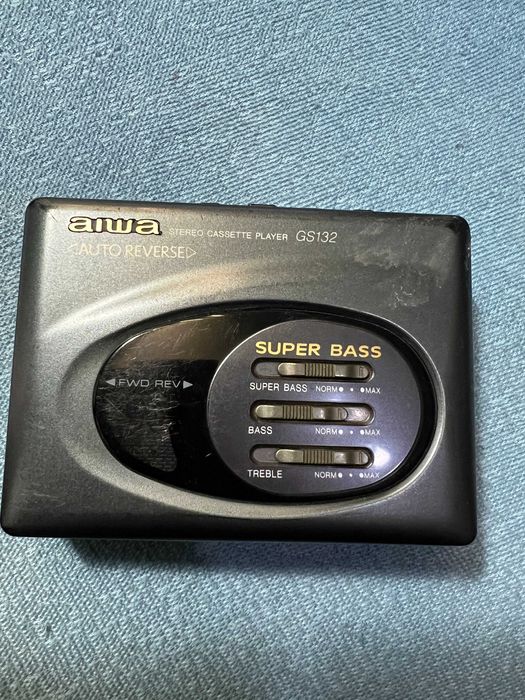 aiwa STEREO CASSETTE PLAYER GS132
◁AUTO REVERSE▷
SUPER BASS
◀FWD REV▶
SUPER BASS NORM● • ●MAX
BASS NORM● • ●MAX
TREBLE NORM● • ●MAX